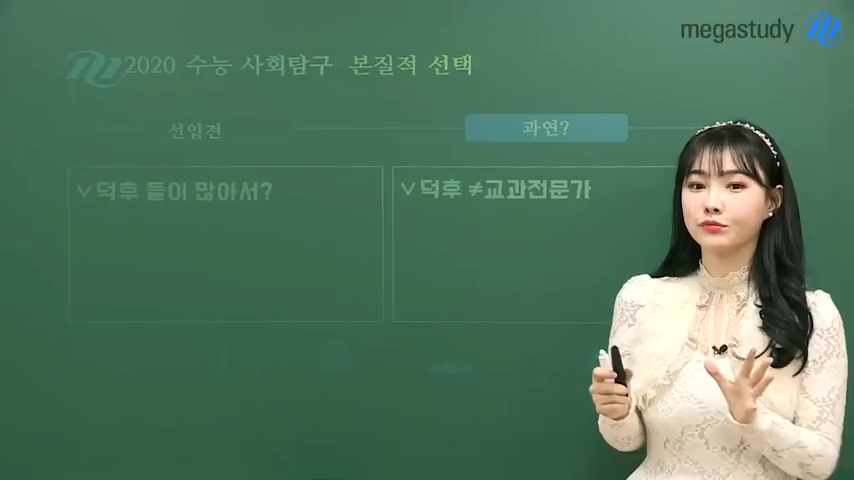 megastudy
2020 수능 사회탐구 본질적 선택
선입견
과연?
∨덕후 들이 많아서?
∨덕후 ≠교과전문가